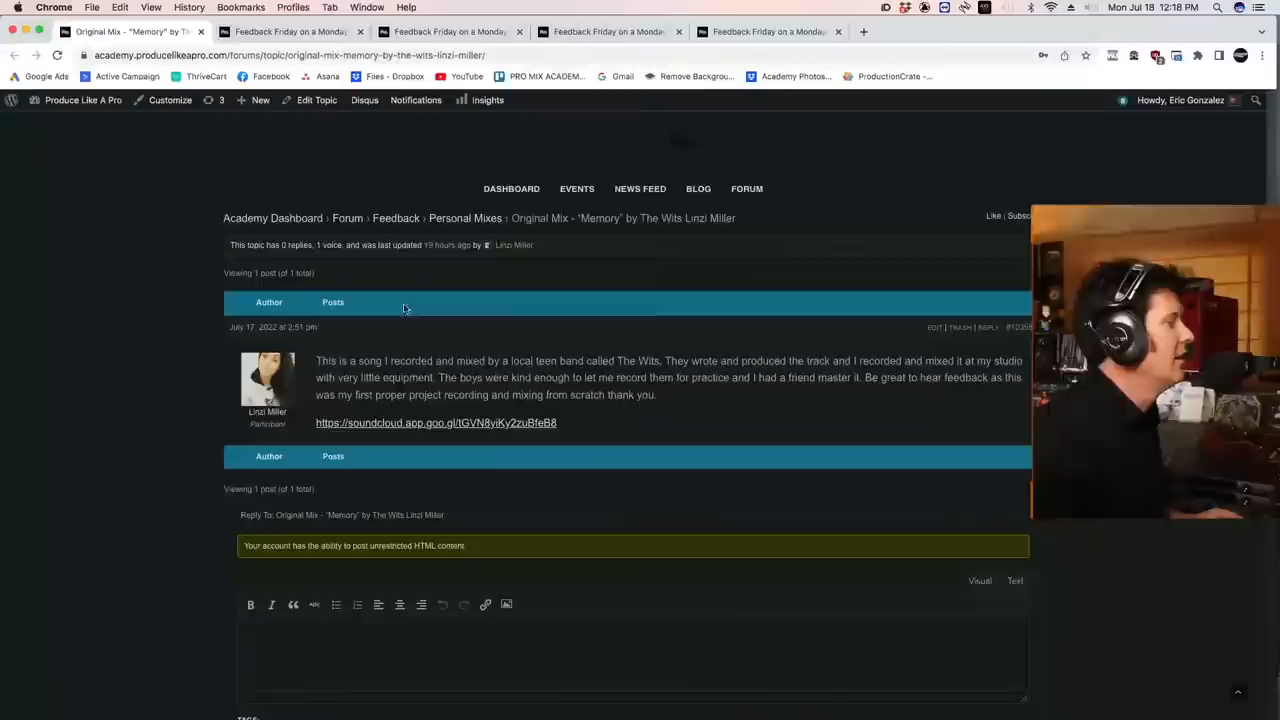 Chrome File Edit View History Bookmarks Profiles Tab Window Help Mon Jul 18 12:18 PM
Original Mix - "Memory" by Th Feedback Friday on a Monday Feedback Friday on a Monday Feedback Friday on a Monday Feedback Friday on a Monday
academy.producelikeapro.com/forums/topic/original-mix-memory-by-the-wits-linzi-miller/
Google Ads Active Campaign ThriveCart Facebook Asana Files - Dropbox YouTube PRO MIX ACADEM... Gmail Remove Backgrou... Academy Photos... ProductionCrate -...
Produce Like A Pro Customize 3 New Edit Topic Disqus Notifications Insights Howdy, Eric Gonzalez
DASHBOARD EVENTS NEWS FEED BLOG FORUM
Academy Dashboard › Forum › Feedback › Personal Mixes › Original Mix - "Memory" by The Wits Linzi Miller
Like | Subsc
This topic has 0 replies, 1 voice, and was last updated 19 hours ago by Linzi Miller
Viewing 1 post (of 1 total)
Author Posts
July 17, 2022 at 2:51 pm EDIT | TRASH | REPLY
This is a song I recorded and mixed by a local teen band called The Wits. They wrote and produced the track and I recorded and mixed it at my studio
with very little equipment. The boys were kind enough to let me record them for practice and I had a friend master it. Be great to hear feedback as this
was my first proper project recording and mixing from scratch thank you.
Linzi Miller
Participant
https://soundcloud.app.goo.gl/tGVN8yiKy2zuBfeB8
Author Posts
Viewing 1 post (of 1 total)
Reply To: Original Mix - "Memory" by The Wits Linzi Miller
Your account has the ability to post unrestricted HTML content.
Visual Text
B I ABC